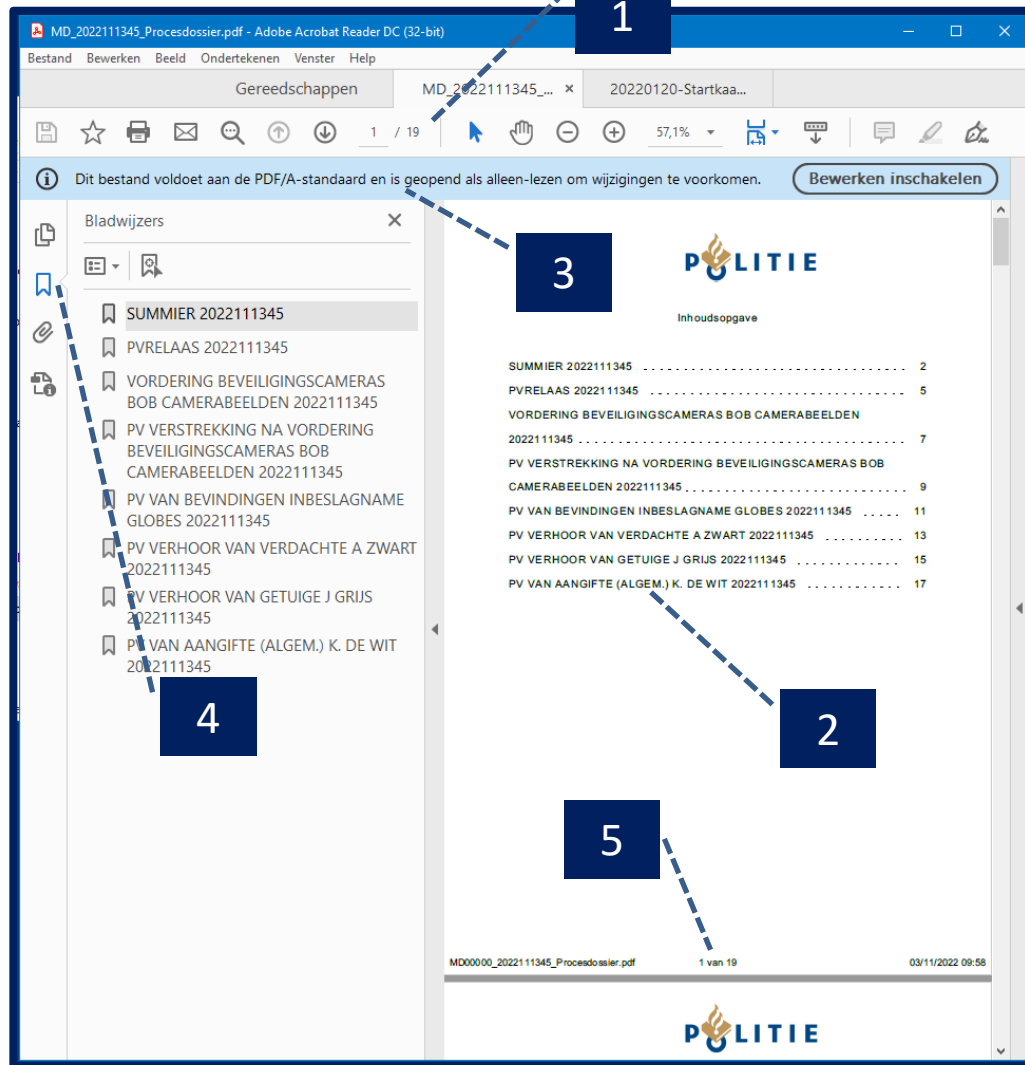 1
MD_2022111345_Procesdossier.pdf - Adobe Acrobat Reader DC (32-bit)
Bestand Bewerken Beeld Ondertekenen Venster Help
Gereedschappen MD_2022111345_... × 20220120-Startkaa...
1 / 19 57,1%
Dit bestand voldoet aan de PDF/A-standaard en is geopend als alleen-lezen om wijzigingen te voorkomen. Bewerken inschakelen
Bladwijzers
SUMMIER 2022111345
PVRELAAS 2022111345
VORDERING BEVEILIGINGSCAMERAS
BOB CAMERABEELDEN 2022111345
PV VERSTREKKING NA VORDERING
BEVEILIGINGSCAMERAS BOB
CAMERABEELDEN 2022111345
PV VAN BEVINDINGEN INBESLAGNAME
GLOBES 2022111345
PV VERHOOR VAN VERDACHTE A ZWART
2022111345
PV VERHOOR VAN GETUIGE J GRIJS
2022111345
PV VAN AANGIFTE (ALGEM.) K. DE WIT
2022111345
4
3
POLITIE
Inhoudsopgave
SUMMIER 2022111345 ................................ 2
PVRELAAS 2022111345 ............................... 5
VORDERING BEVEILIGINGSCAMERAS BOB CAMERABEELDEN
2022111345 ........................................ 7
PV VERSTREKKING NA VORDERING BEVEILIGINGSCAMERAS BOB
CAMERABEELDEN 2022111345 ........................... 9
PV VAN BEVINDINGEN INBESLAGNAME GLOBES 2022111345 ..... 11
PV VERHOOR VAN VERDACHTE A ZWART 2022111345 .......... 13
PV VERHOOR VAN GETUIGE J GRIJS 2022111345 ............ 15
PV VAN AANGIFTE (ALGEM.) K. DE WIT 2022111345 ............ 17
2
5
MD00000_2022111345_Procesdossier.pdf 1 van 19 03/11/2022 09:58
POLITIE